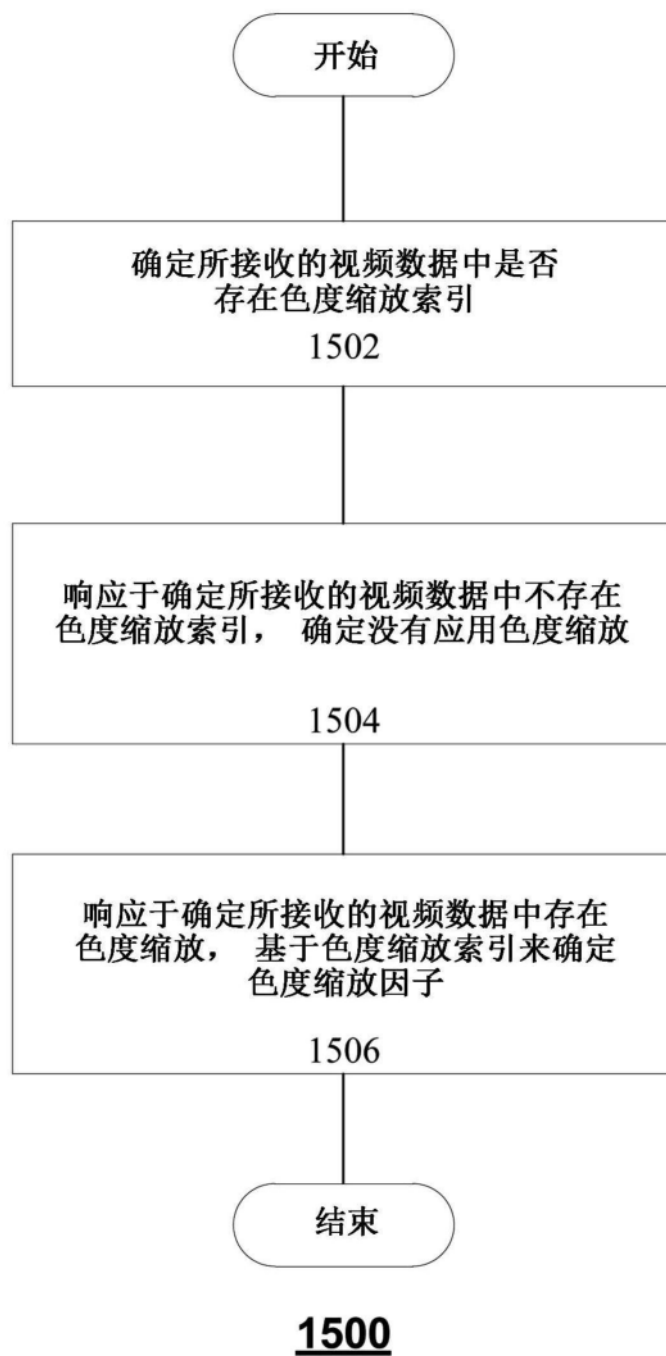 开始
确定所接收的视频数据中是否
存在色度缩放索引
1502
响应于确定所接收的视频数据中不存在
色度缩放索引， 确定没有应用色度缩放
1504
响应于确定所接收的视频数据中存在
色度缩放， 基于色度缩放索引来确定
色度缩放因子
1506
结束
1500